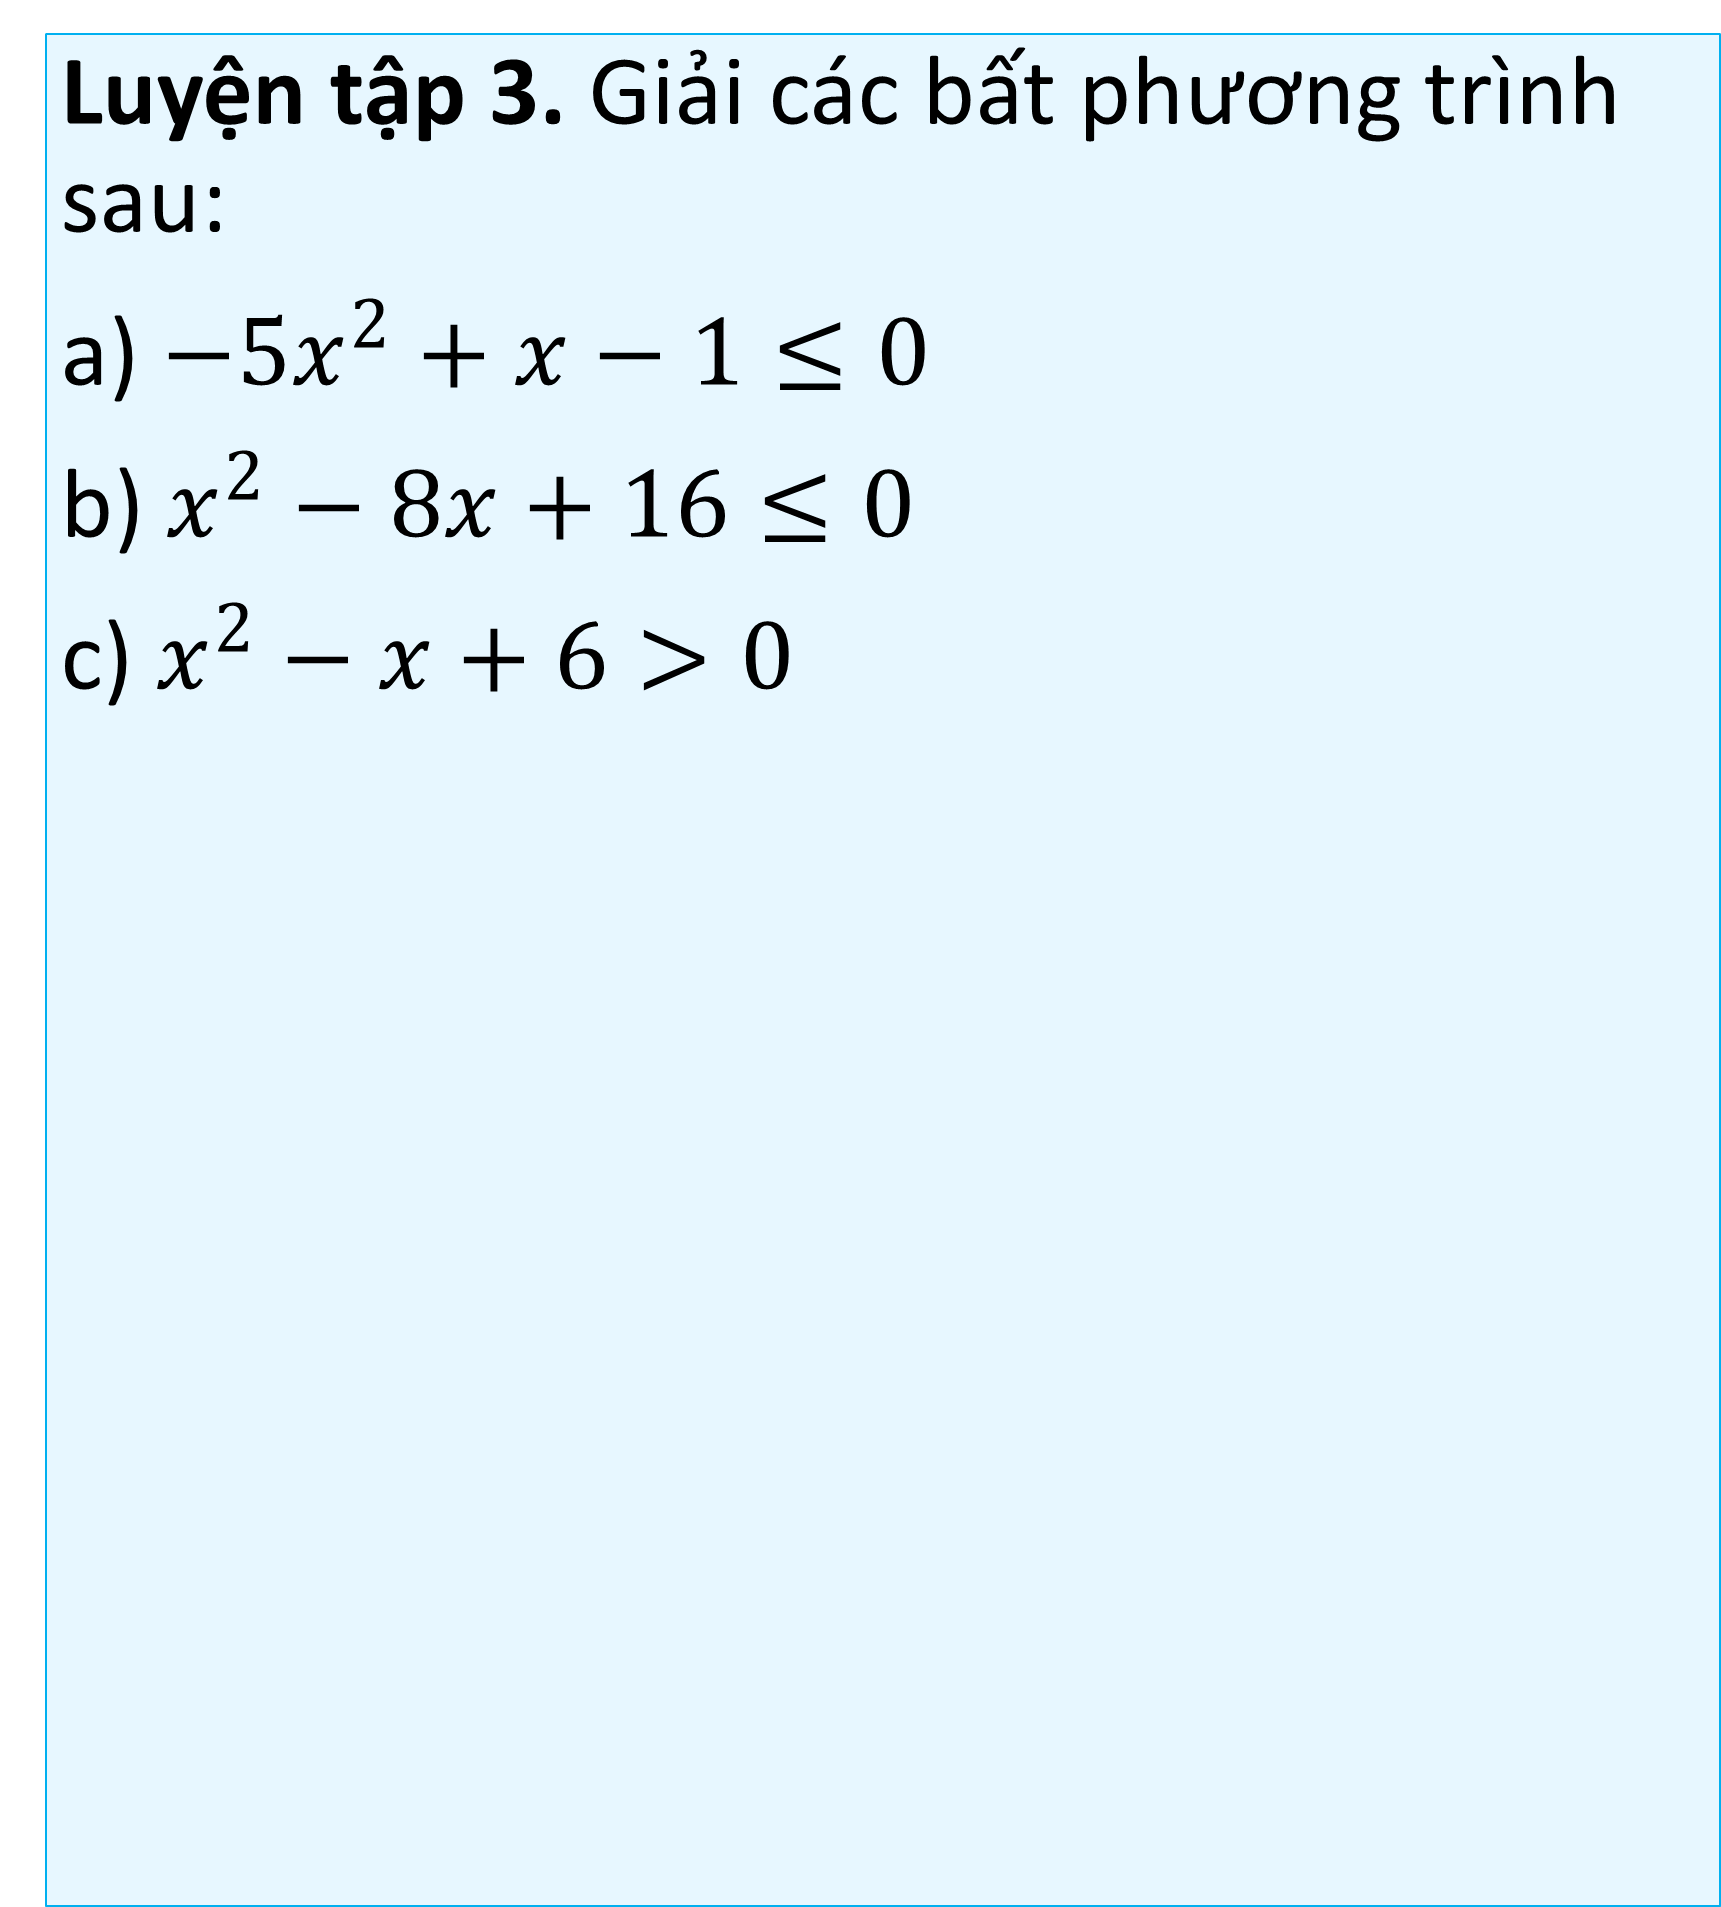 Luyện tập 3. Giải các bất phương trình
sau:
a) −5x² + x − 1 ≤ 0
b) x² − 8x + 16 ≤ 0
c) x² − x + 6 > 0